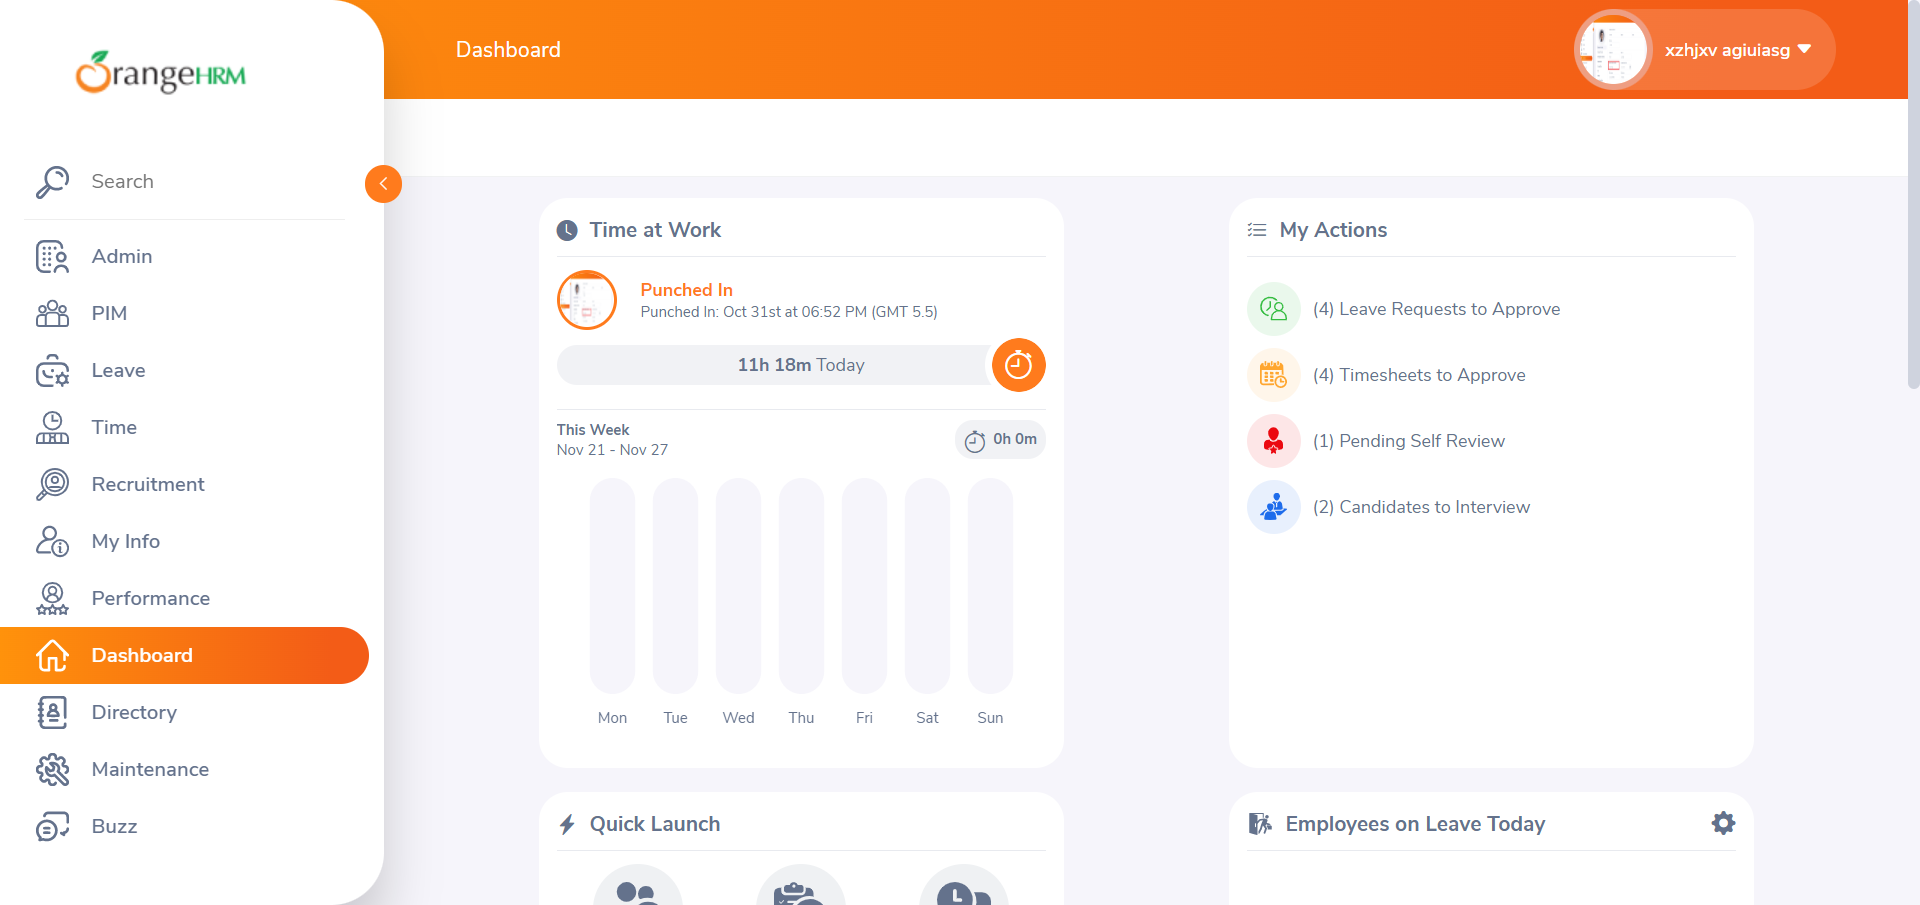 OrangeHRM
Dashboard
xzhjxv agiuiasg
Search
Admin
PIM
Leave
Time
Recruitment
My Info
Performance
Dashboard
Directory
Maintenance
Buzz
Time at Work
Punched In
Punched In: Oct 31st at 06:52 PM (GMT 5.5)
11h 18m Today
This Week
Nov 21 - Nov 27
0h 0m
Mon Tue Wed Thu Fri Sat Sun
My Actions
(4) Leave Requests to Approve
(4) Timesheets to Approve
(1) Pending Self Review
(2) Candidates to Interview
Quick Launch
Employees on Leave Today